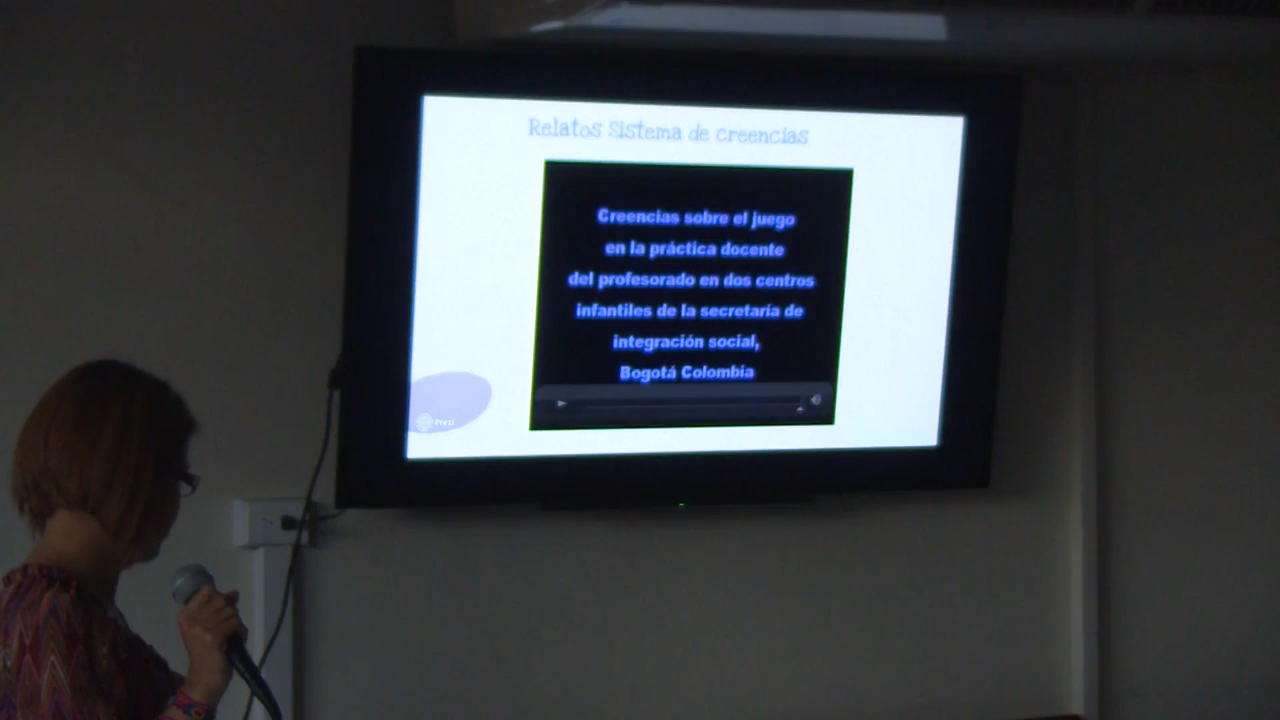 Relatos Sistema de creencias
Creencias sobre el juego
en la práctica docente
del profesorado en dos centros
infantiles de la secretaría de
integración social,
Bogotá Colombia
Prezi